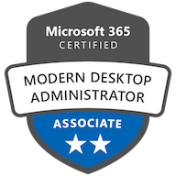 Microsoft 365
CERTIFIED
MODERN DESKTOP
ADMINISTRATOR
ASSOCIATE